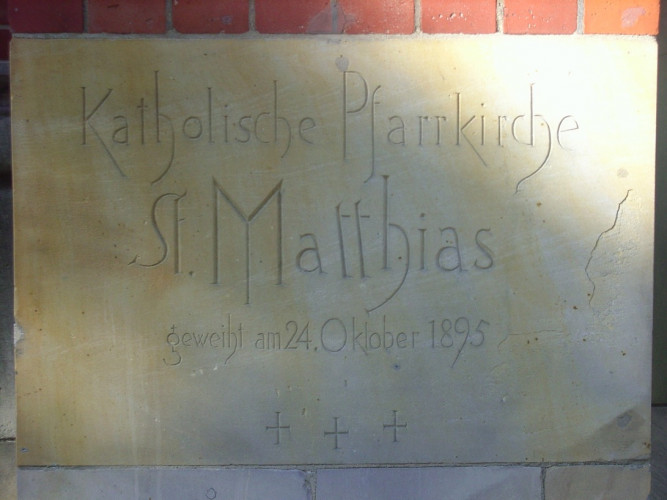 Katholische Pfarrkirche
St. Matthias
geweiht am 24. Oktober 1895